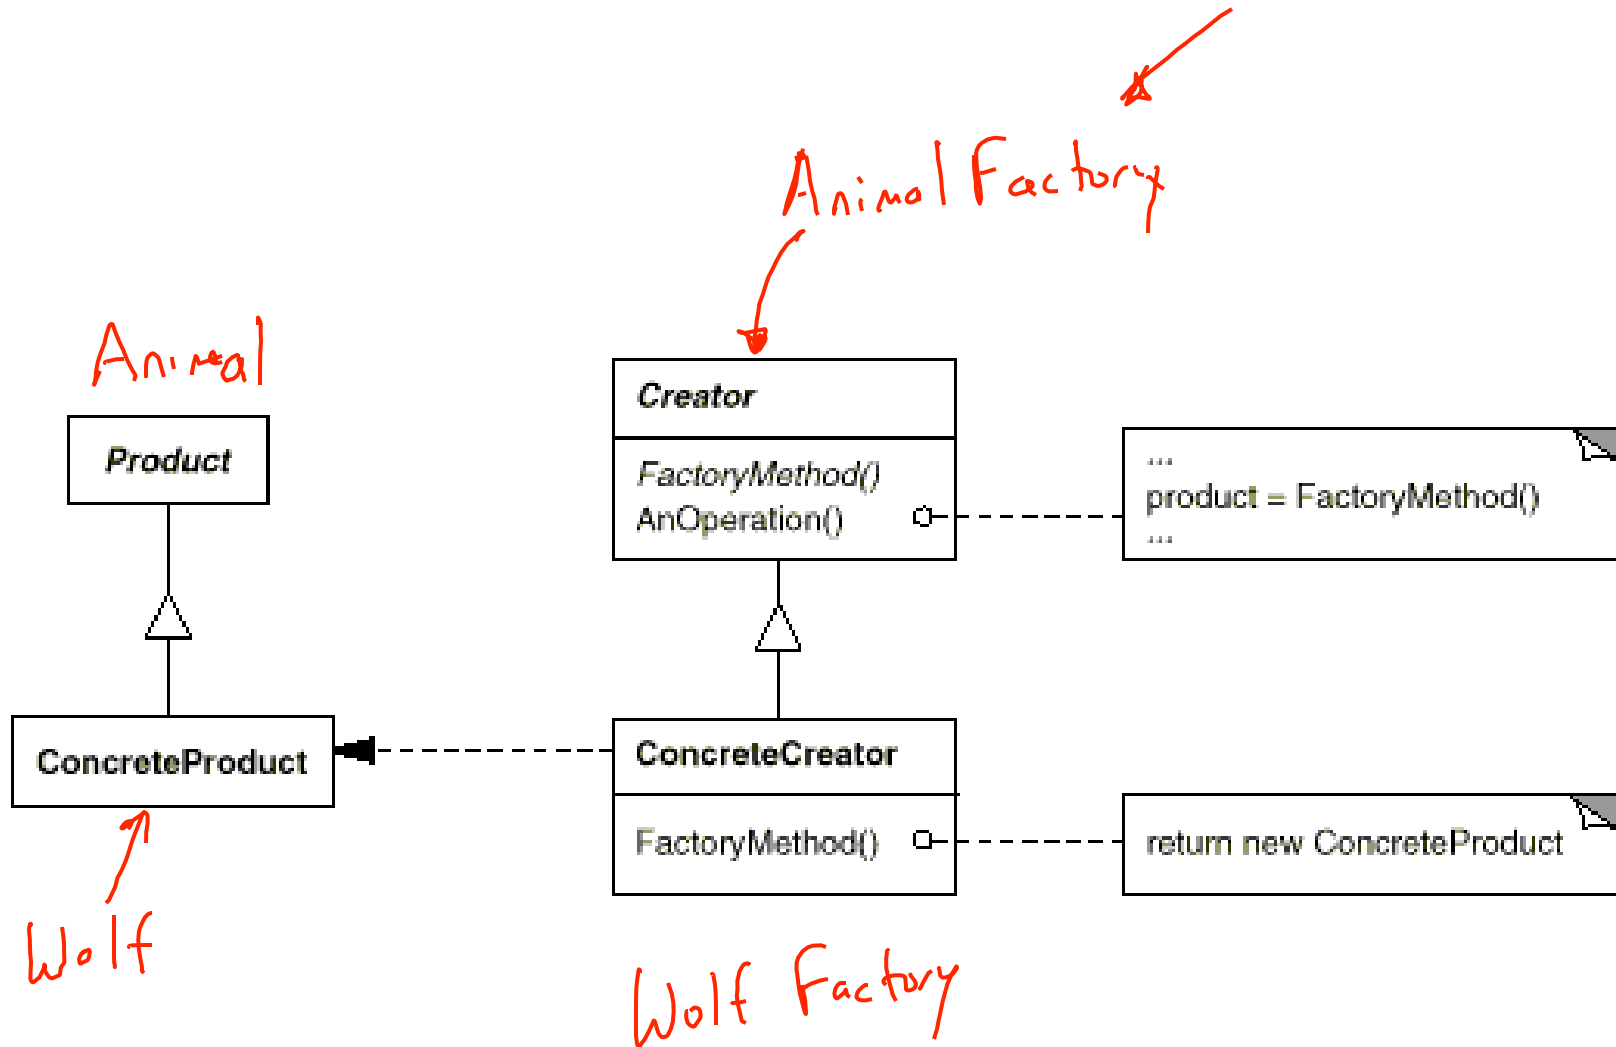 Animal Factory
Animal
Creator
Product
FactoryMethod()
AnOperation()
...
product = FactoryMethod()
...
ConcreteProduct
ConcreteCreator
FactoryMethod()
return new ConcreteProduct
Wolf
Wolf Factory